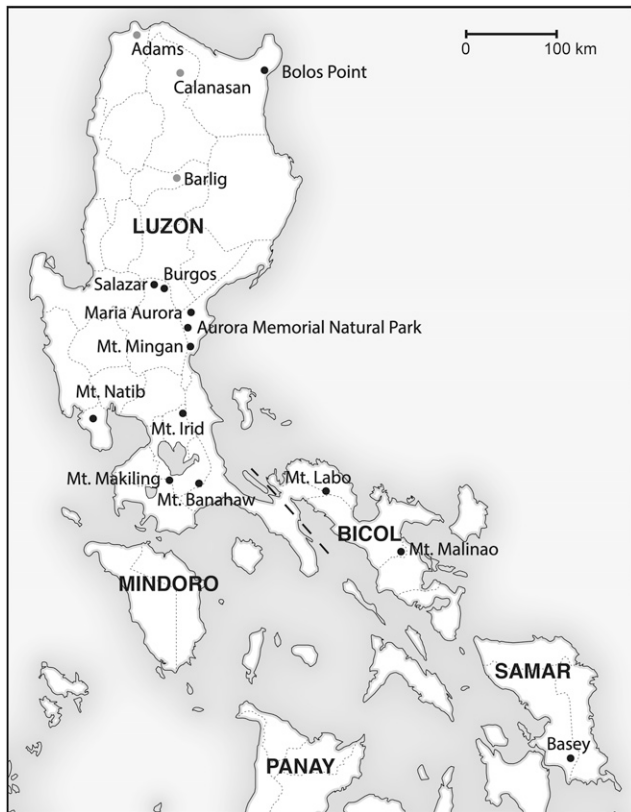 Adams
0 100 km
Calanasan
Bolos Point
Barlig
LUZON
Salazar
Burgos
Maria Aurora
Aurora Memorial Natural Park
Mt. Mingan
Mt. Natib
Mt. Irid
Mt. Makiling
Mt. Banahaw
Mt. Labo
BICOL
Mt. Malinao
MINDORO
SAMAR
Basey
PANAY